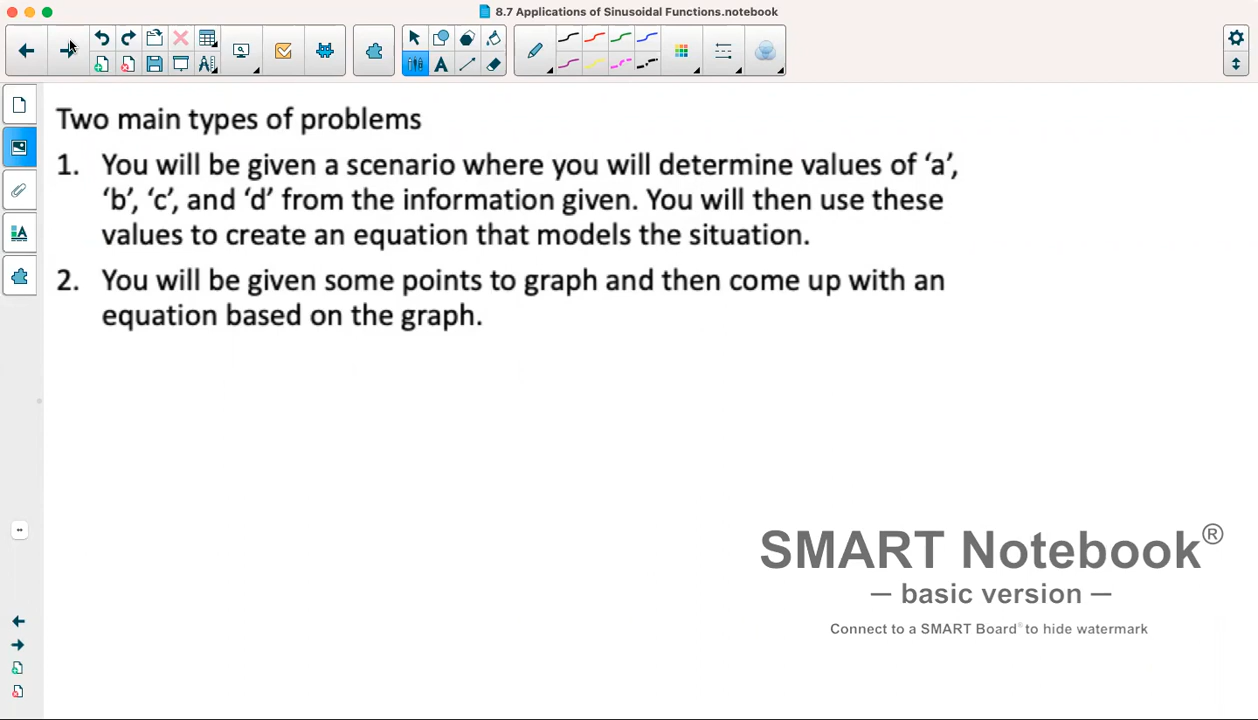 8.7 Applications of Sinusoidal Functions.notebook
Two main types of problems
1. You will be given a scenario where you will determine values of ‘a’,
‘b’, ‘c’, and ‘d’ from the information given. You will then use these
values to create an equation that models the situation.
2. You will be given some points to graph and then come up with an
equation based on the graph.
SMART Notebook®
— basic version —
Connect to a SMART Board® to hide watermark